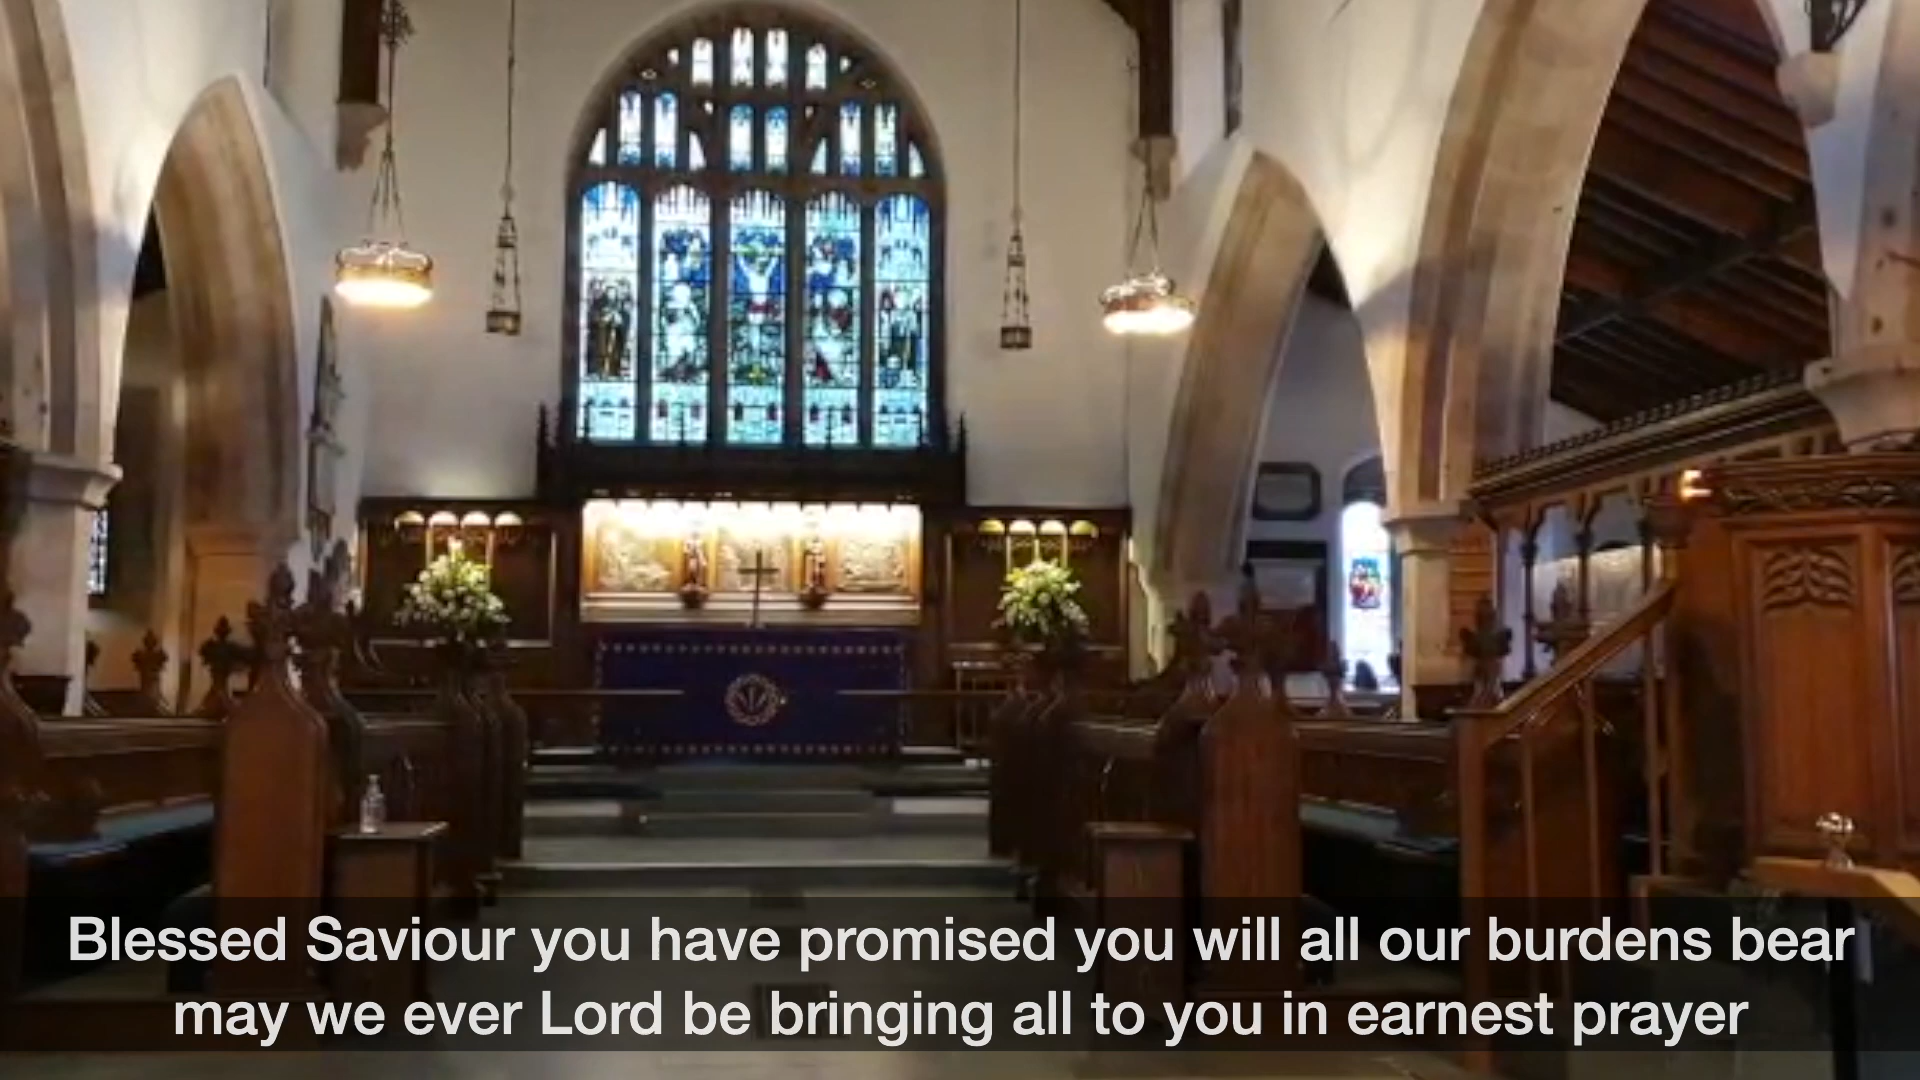 Blessed Saviour you have promised you will all our burdens bear
may we ever Lord be bringing all to you in earnest prayer